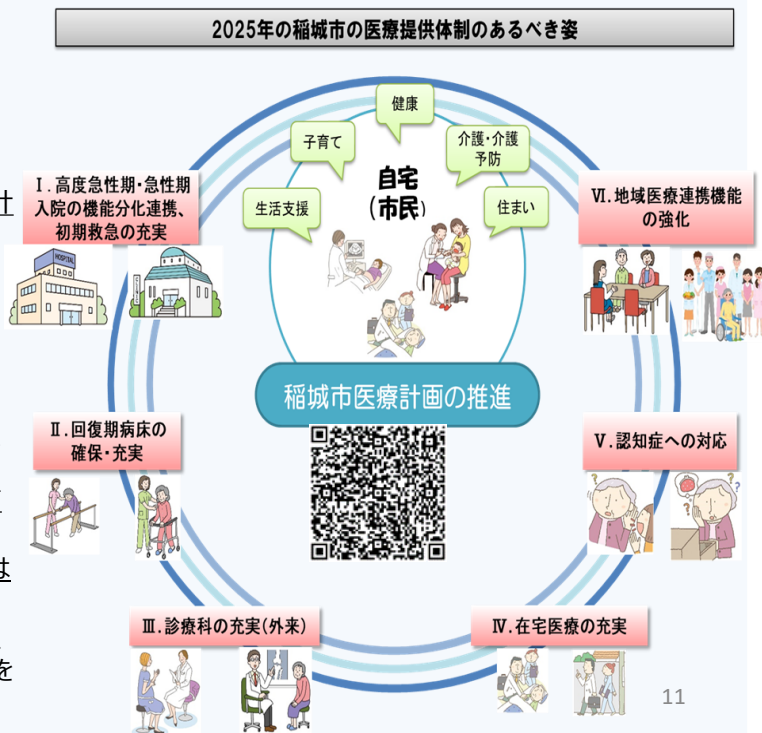 2025年の稲城市の医療提供体制のあるべき姿
健康
子育て
介護・介護
予防
生活支援
住まい
自宅
(市民)
Ⅰ.高度急性期・急性期
入院の機能分化連携、
初期救急の充実
HOSPITAL
Ⅵ.地域医療連携機能
の強化
稲城市医療計画の推進
Ⅱ.回復期病床の
確保・充実
Ⅴ.認知症への対応
は
を
Ⅲ.診療科の充実(外来)
Ⅳ.在宅医療の充実
11